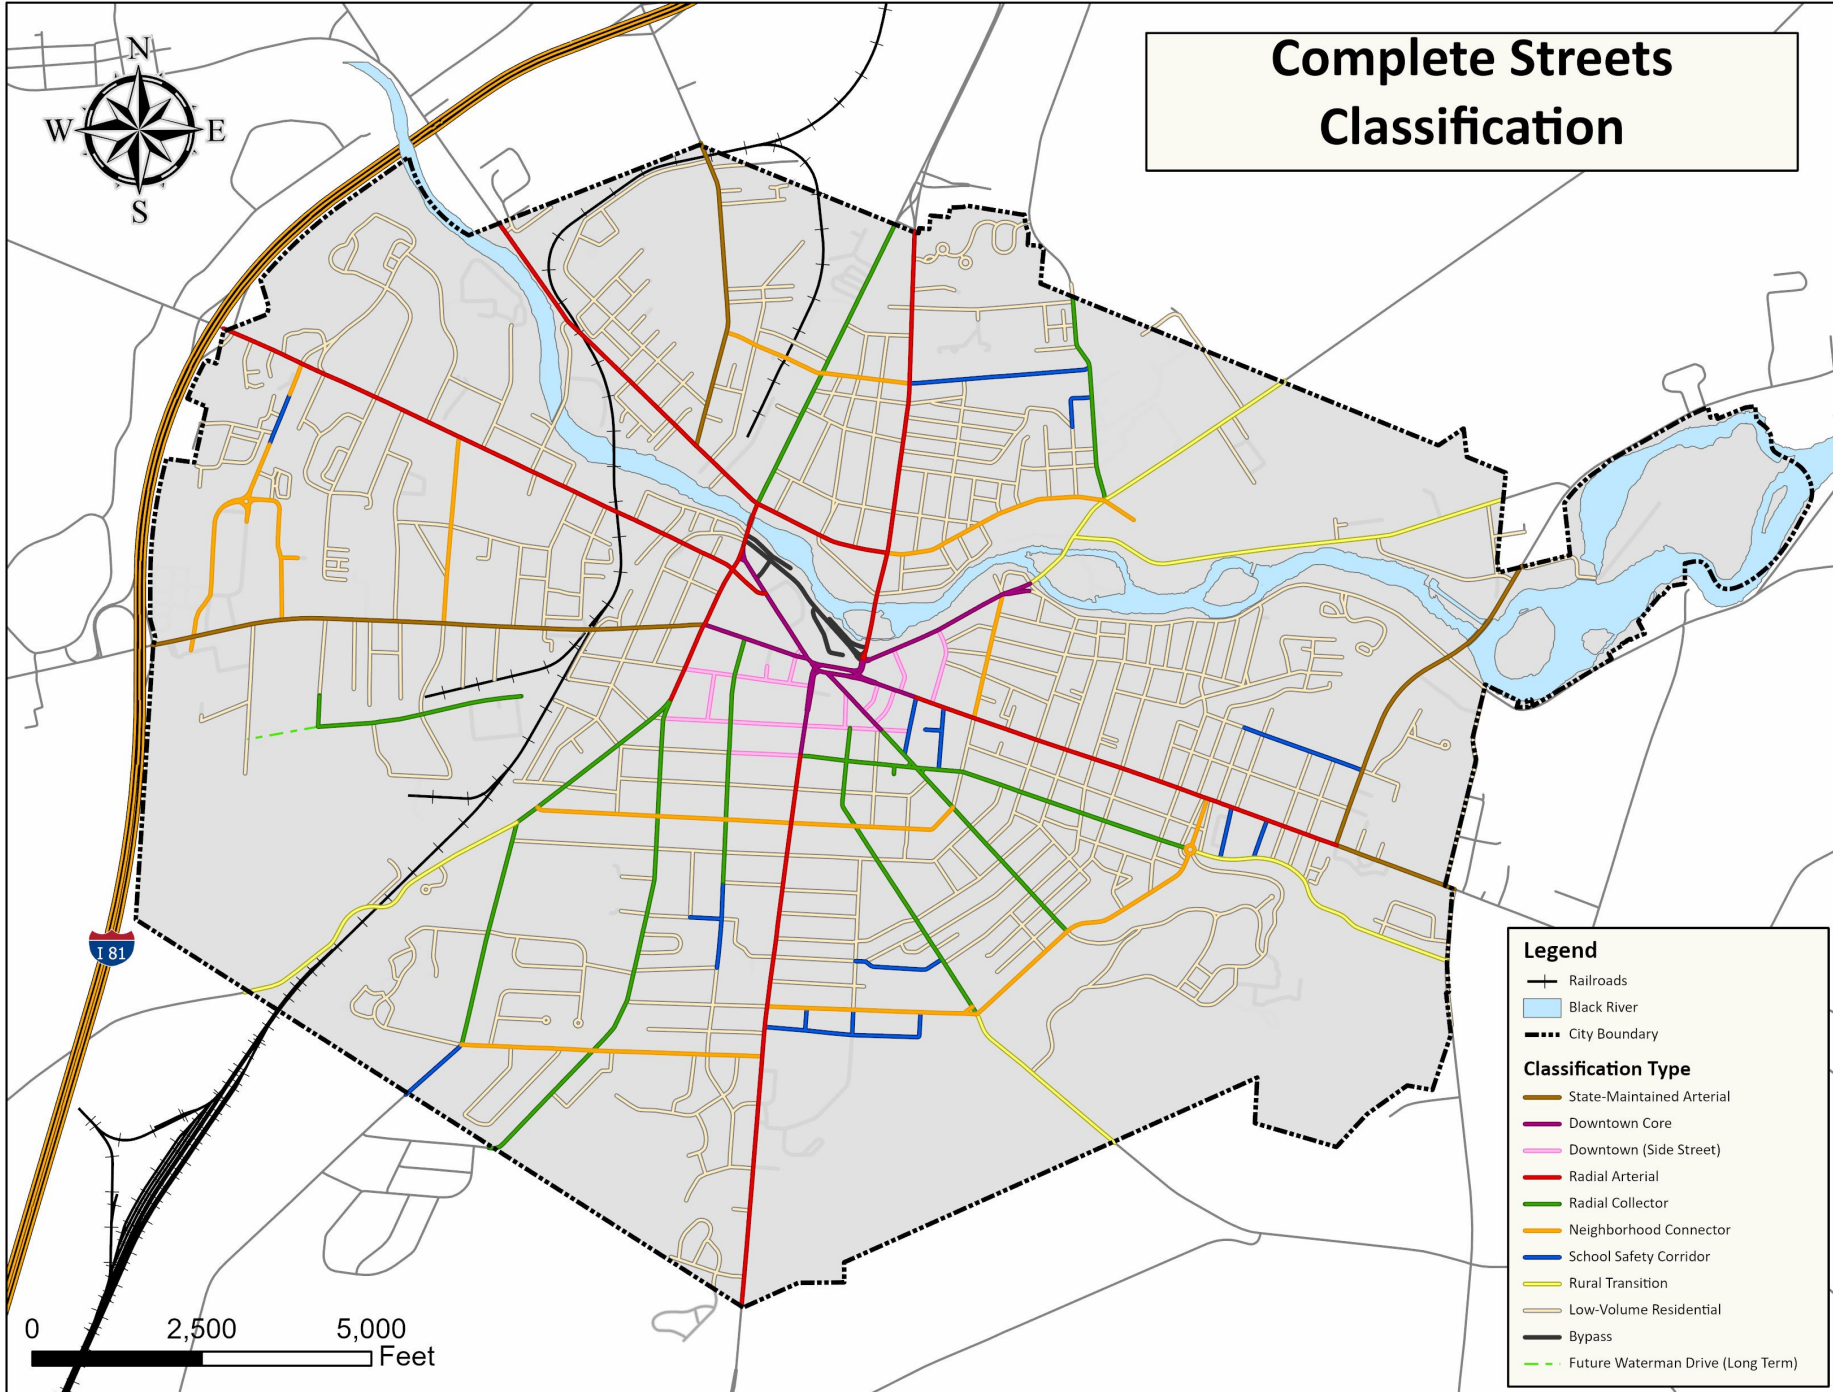 Complete Streets
Classification
N
W
E
S
I 81
Legend
Railroads
Black River
City Boundary
Classification Type
State-Maintained Arterial
Downtown Core
Downtown (Side Street)
Radial Arterial
Radial Collector
Neighborhood Connector
School Safety Corridor
Rural Transition
Low-Volume Residential
Bypass
Future Waterman Drive (Long Term)
0 2,500 5,000
Feet